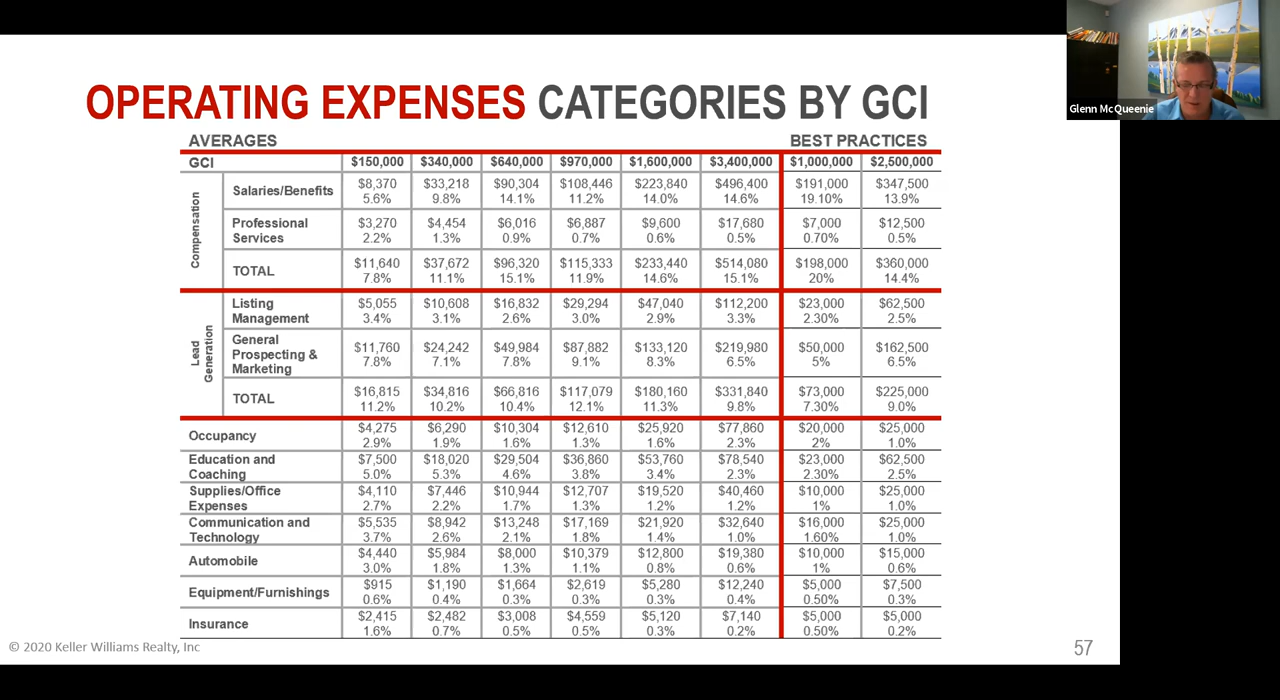 OPERATING EXPENSES CATEGORIES BY GCI
Glenn McQueenie
AVERAGES BEST PRACTICES
GCI $150,000 $340,000 $640,000 $970,000 $1,600,000 $3,400,000 $1,000,000 $2,500,000
Compensation
Salaries/Benefits
$8,370 $33,218 $90,304 $108,446 $223,840 $496,400 $191,000 $347,500
5.6% 9.8% 14.1% 11.2% 14.0% 14.6% 19.10% 13.9%
Professional
Services
$3,270 $4,454 $6,016 $6,887 $9,600 $17,680 $7,000 $12,500
2.2% 1.3% 0.9% 0.7% 0.6% 0.5% 0.70% 0.5%
TOTAL
$11,640 $37,672 $96,320 $115,333 $233,440 $514,080 $198,000 $360,000
7.8% 11.1% 15.1% 11.9% 14.6% 15.1% 20% 14.4%
Lead
Generation
Listing
Management
$5,055 $10,608 $16,832 $29,294 $47,040 $112,200 $23,000 $62,500
3.4% 3.1% 2.6% 3.0% 2.9% 3.3% 2.30% 2.5%
General
Prospecting &
Marketing
$11,760 $24,242 $49,984 $87,882 $133,120 $219,980 $50,000 $162,500
7.8% 7.1% 7.8% 9.1% 8.3% 6.5% 5% 6.5%
TOTAL
$16,815 $34,816 $66,816 $117,079 $180,160 $331,840 $73,000 $225,000
11.2% 10.2% 10.4% 12.1% 11.3% 9.8% 7.30% 9.0%
Occupancy
$4,275 $6,290 $10,304 $12,610 $25,920 $77,860 $20,000 $25,000
2.9% 1.9% 1.6% 1.3% 1.6% 2.3% 2% 1.0%
Education and
Coaching
$7,500 $18,020 $29,504 $36,860 $53,760 $78,540 $23,000 $62,500
5.0% 5.3% 4.6% 3.8% 3.4% 2.3% 2.30% 2.5%
Supplies/Office
Expenses
$4,110 $7,446 $10,944 $12,707 $19,520 $40,460 $10,000 $25,000
2.7% 2.2% 1.7% 1.3% 1.2% 1.2% 1% 1.0%
Communication and
Technology
$5,535 $8,942 $13,248 $17,169 $21,920 $32,640 $16,000 $25,000
3.7% 2.6% 2.1% 1.8% 1.4% 1.0% 1.60% 1.0%
Automobile
$4,440 $5,984 $8,000 $10,379 $12,800 $19,380 $10,000 $15,000
3.0% 1.8% 1.3% 1.1% 0.8% 0.6% 1% 0.6%
Equipment/Furnishings
$915 $1,190 $1,664 $2,619 $5,280 $12,240 $5,000 $7,500
0.6% 0.4% 0.3% 0.3% 0.3% 0.4% 0.50% 0.3%
Insurance
$2,415 $2,482 $3,008 $4,559 $5,120 $7,140 $5,000 $5,000
1.6% 0.7% 0.5% 0.5% 0.3% 0.2% 0.50% 0.2%
© 2020 Keller Williams Realty, Inc
57